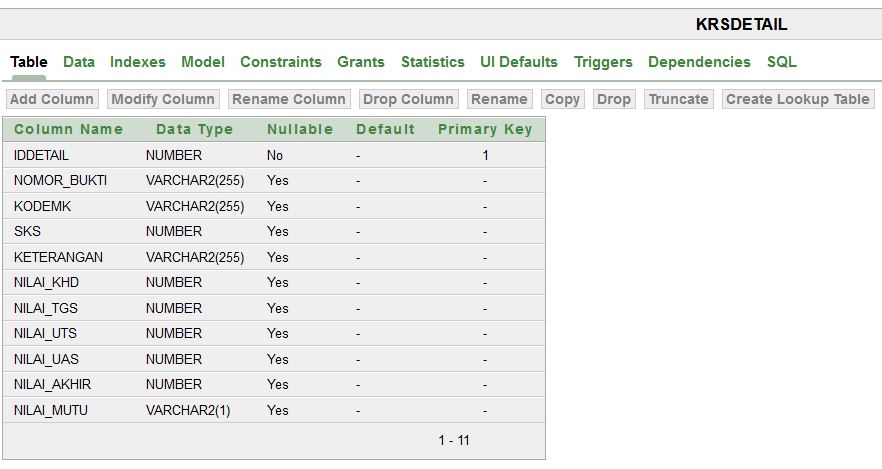 KRSDETAIL
Table Data Indexes Model Constraints Grants Statistics UI Defaults Triggers Dependencies SQL
Add Column Modify Column Rename Column Drop Column Rename Copy Drop Truncate Create Lookup Table
Column Name Data Type Nullable Default Primary Key
IDDETAIL NUMBER No - 1
NOMOR_BUKTI VARCHAR2(255) Yes - -
KODEMK VARCHAR2(255) Yes - -
SKS NUMBER Yes - -
KETERANGAN VARCHAR2(255) Yes - -
NILAI_KHD NUMBER Yes - -
NILAI_TGS NUMBER Yes - -
NILAI_UTS NUMBER Yes - -
NILAI_UAS NUMBER Yes - -
NILAI_AKHIR NUMBER Yes - -
NILAI_MUTU VARCHAR2(1) Yes - -
1 - 11